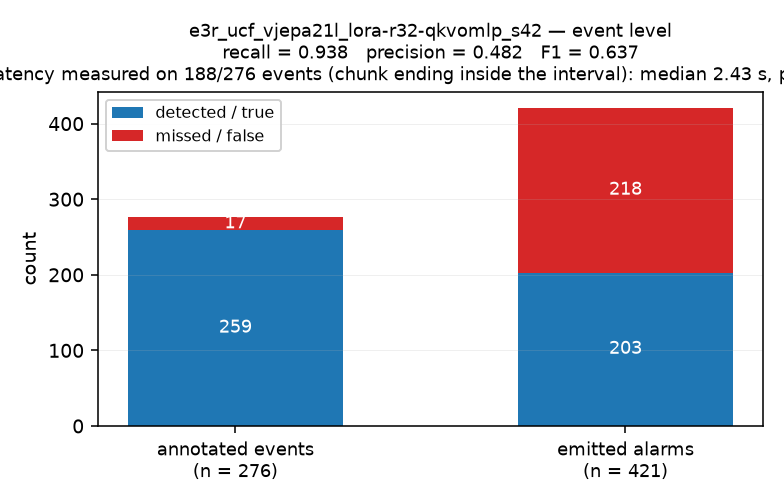 e3r_ucf_vjepa21l_lora-r32-qkvomlp_s42 — event level
recall = 0.938   precision = 0.482   F1 = 0.637
measured on 188/276 events (chunk ending inside the interval): median 2.43 s,
detected / true
missed / false
400
300
200
100
0
count
17
259
218
203
annotated events
(n = 276)
emitted alarms
(n = 421)